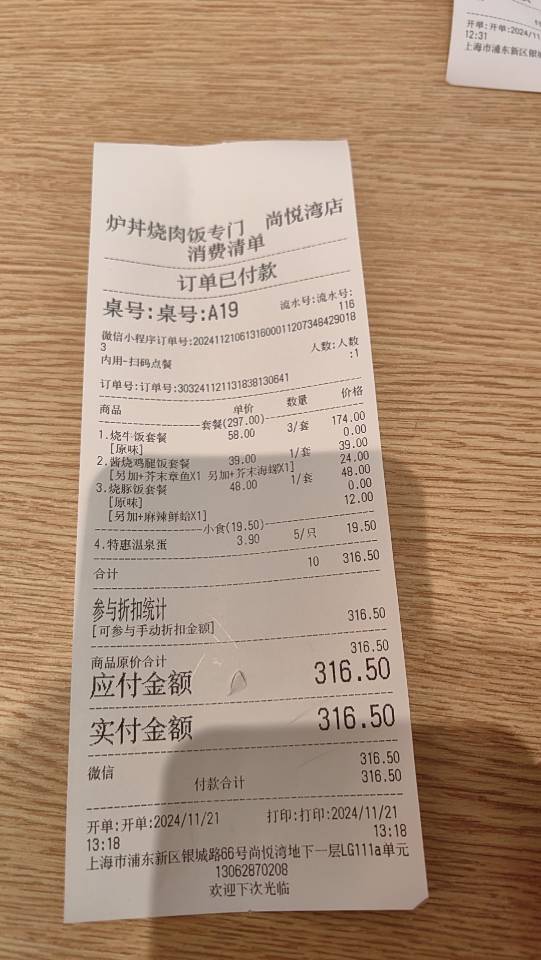 开单:开单:2024/11
12:31
上海市浦东新区银城
炉丼烧肉饭专门 尚悦湾店
消费清单
订单已付款
桌号:桌号:A19 流水号:流水号:
116
微信小程序订单号:2024112106131600011207348429018
3
内用-扫码点餐 人数:人数
:1
订单号:订单号:303241121131838130641
商品 单价 数量 价格
套餐(297.00)
1.烧牛饭套餐 58.00 3/套 174.00
[原味] 0.00
2.酱烧鸡腿饭套餐 39.00 1/套 39.00
[另加+芥末章鱼X1 另加+芥末海螺X1] 24.00
3.烧豚饭套餐 48.00 1/套 48.00
[原味] 0.00
[另加+麻辣鲜蛤X1] 12.00
小食(19.50)
4.特惠温泉蛋 3.90 5/只 19.50
合计 10 316.50
参与折扣统计
[可参与手动折扣金额] 316.50
商品原价合计 316.50
应付金额 316.50
实付金额 316.50
微信 316.50
付款合计 316.50
开单:开单:2024/11/21 打印:打印:2024/11/21
13:18 13:18
上海市浦东新区银城路66号尚悦湾地下一层LG111a单元
13062870208
欢迎下次光临